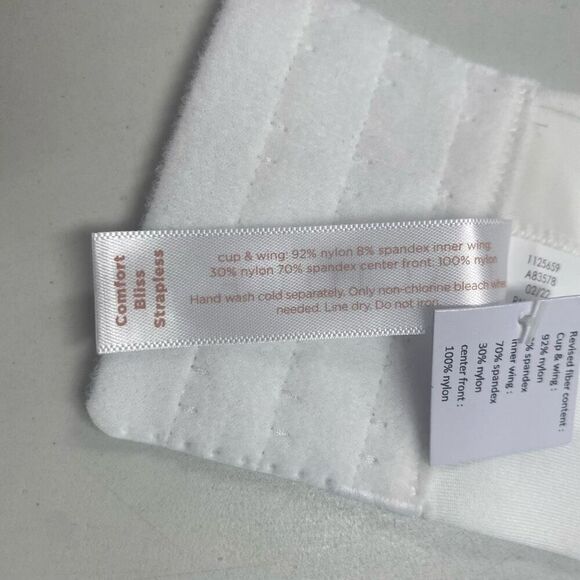 Comfort
Bliss
Strapless
cup & wing: 92% nylon 8% spandex inner wing:
30% nylon 70% spandex center front: 100% nylon
Hand wash cold separately. Only non-chlorine bleach when
needed. Line dry. Do not iron.
1125659
A83578
02/22
Revised fiber content :
Cup & wing :
92% nylon
% spandex
inner wing :
70% spandex
30% nylon
center front :
100% nylon